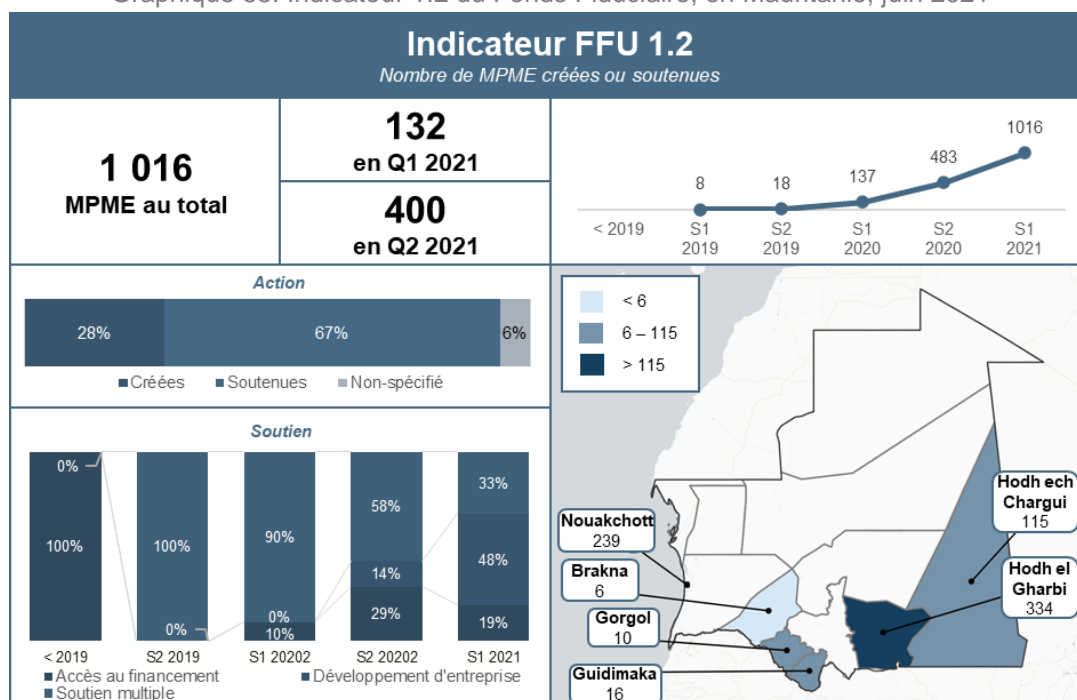 Indicateur FFU 1.2
Nombre de MPME créées ou soutenues
1 016
MPME au total
132
en Q1 2021
400
en Q2 2021
8
18
137
483
1016
< 2019
S1
2019
S2
2019
S1
2020
S2
2020
S1
2021
Action
28%
67%
6%
Créées
Soutenues
Non-spécifié
Soutien
0%
100%
100%
0%
90%
0%
10%
58%
14%
29%
33%
48%
19%
< 2019
S2 2019
S1 20202
S2 20202
S1 2021
Accès au financement
Développement d'entreprise
Soutien multiple
< 6
6 – 115
> 115
Nouakchott
239
Brakna
6
Gorgol
10
Guidimaka
16
Hodh ech
Chargui
115
Hodh el
Gharbi
334